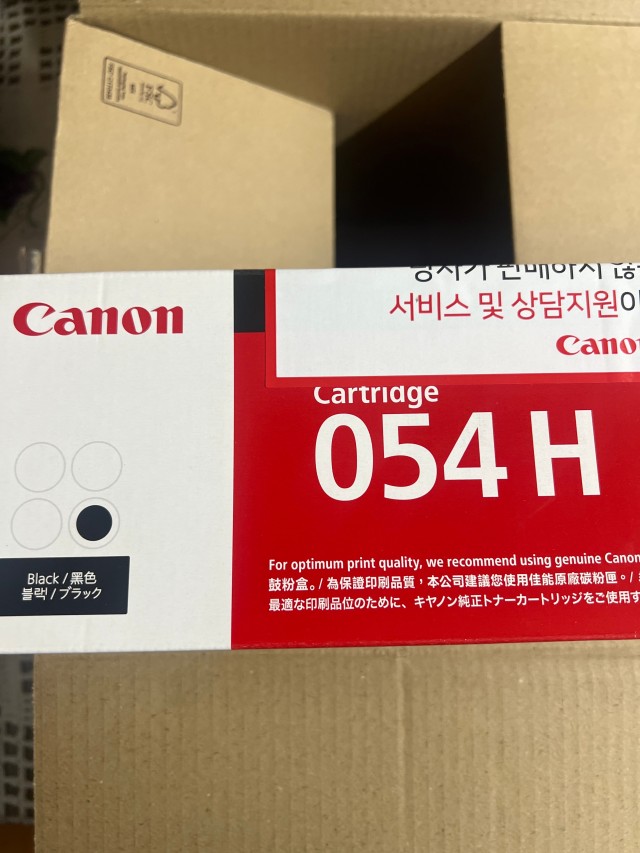 FSC
Canon
서비스 및 상담지원이
Canon
Cartridge
054 H
Black / 黑色
블랙 / ブラック
For optimum print quality, we recommend using genuine Canon
鼓粉盒。/ 為保證印刷品質，本公司建議您使用佳能原廠碳粉匣。/
最適な印刷品位のために、キヤノン純正トナーカートリッジをご使用す